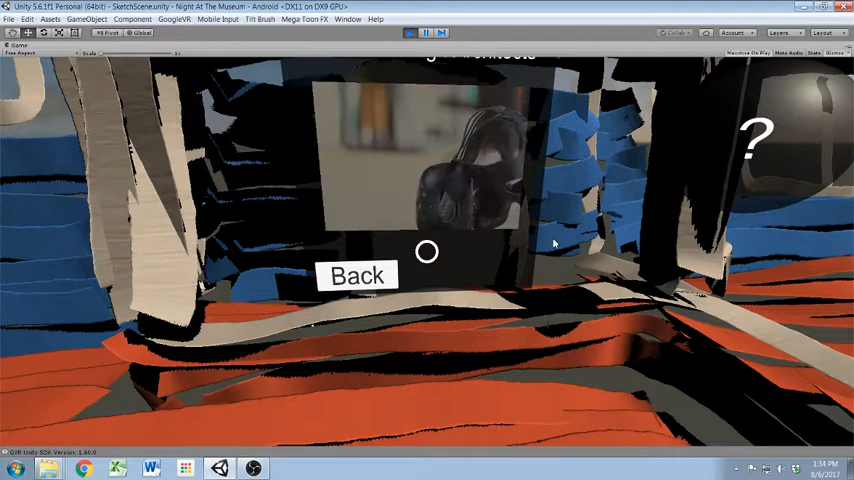 Unity 5.6.1f1 Personal (64bit) - SketchScene.unity - Night At The Museum - Android <DX11 on DX9 GPU>
File Edit Assets GameObject Component GoogleVR Mobile Input Tilt Brush Mega Toon FX Window Help
Pivot Global Collab Account Layers Layout
Game
Free Aspect Scale 1x Maximize On Play Mute Audio Stats Gizmos
?
Back
GVR Unity SDK Version: 1.60.0
1:34 PM
8/6/2017